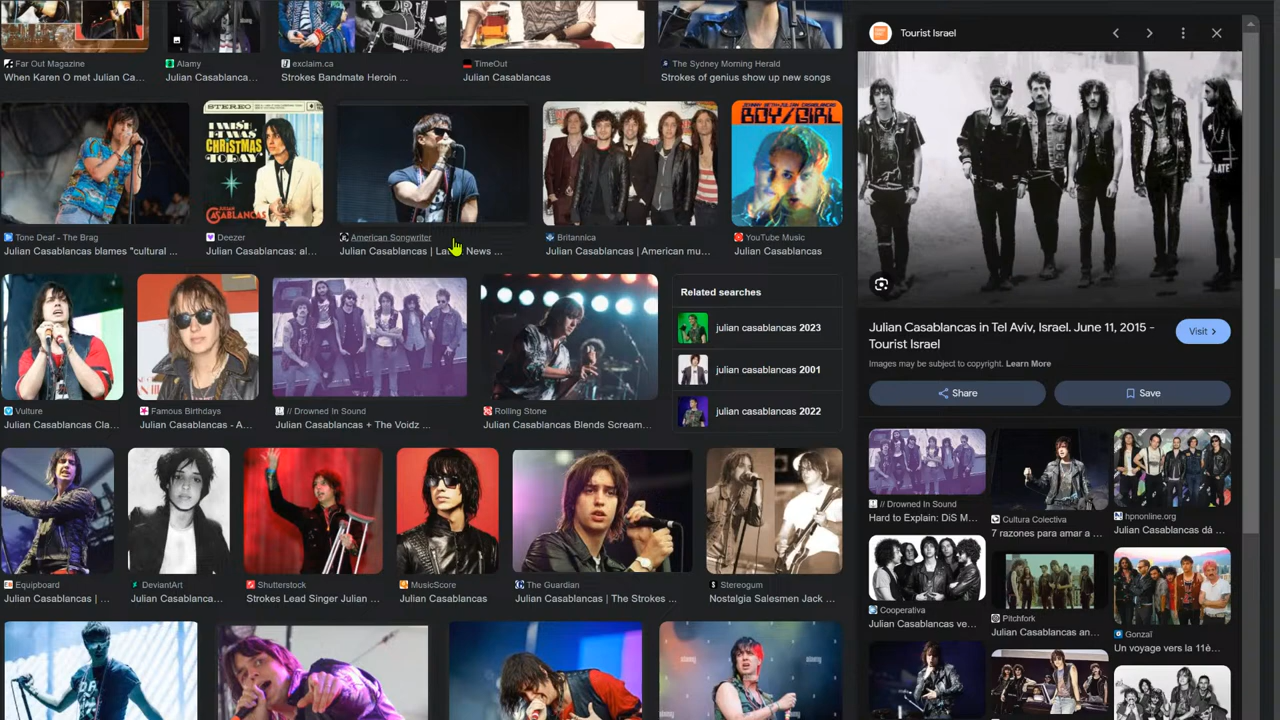 Far Out Magazine
When Karen O met Julian Ca...
Alamy
Julian Casablanca...
exclaim.ca
Strokes Bandmate Heroin ...
TimeOut
Julian Casablancas
The Sydney Morning Herald
Strokes of genius show up new songs
STEREO
I WISH
IT WAS
CHRISTMAS
TODAY
JULIAN
CASABLANCAS
JEHNNY BETH+JULIAN CASABLANCAS
BOY/GIRL
Tone Deaf - The Brag
Julian Casablancas blames "cultural ...
Deezer
Julian Casablancas: al...
American Songwriter
Julian Casablancas | La News ...
Britannica
Julian Casablancas | American mu...
YouTube Music
Julian Casablancas
Vulture
Julian Casablancas Cla...
Famous Birthdays
Julian Casablancas - A...
// Drowned In Sound
Julian Casablancas + The Voidz ...
Rolling Stone
Julian Casablancas Blends Scream...
Related searches
julian casablancas 2023
julian casablancas 2001
julian casablancas 2022
Equipboard
Julian Casablancas | ...
DeviantArt
Julian Casablanca...
Shutterstock
Strokes Lead Singer Julian ...
MusicScore
Julian Casablancas
The Guardian
Julian Casablancas | The Strokes ...
Stereogum
Nostalgia Salesmen Jack ...
alamy
alamy
Tourist Israel
LATE
Julian Casablancas in Tel Aviv, Israel. June 11, 2015 -
Tourist Israel
Visit
Images may be subject to copyright. Learn More
Share
Save
// Drowned In Sound
Hard to Explain: DiS M...
Cultura Colectiva
7 razones para amar a ...
hpnonline.org
Julian Casablancas dá ...
Cooperativa
Julian Casablancas ve...
Pitchfork
Julian Casablancas an...
Gonzaï
Un voyage vers la 11è...